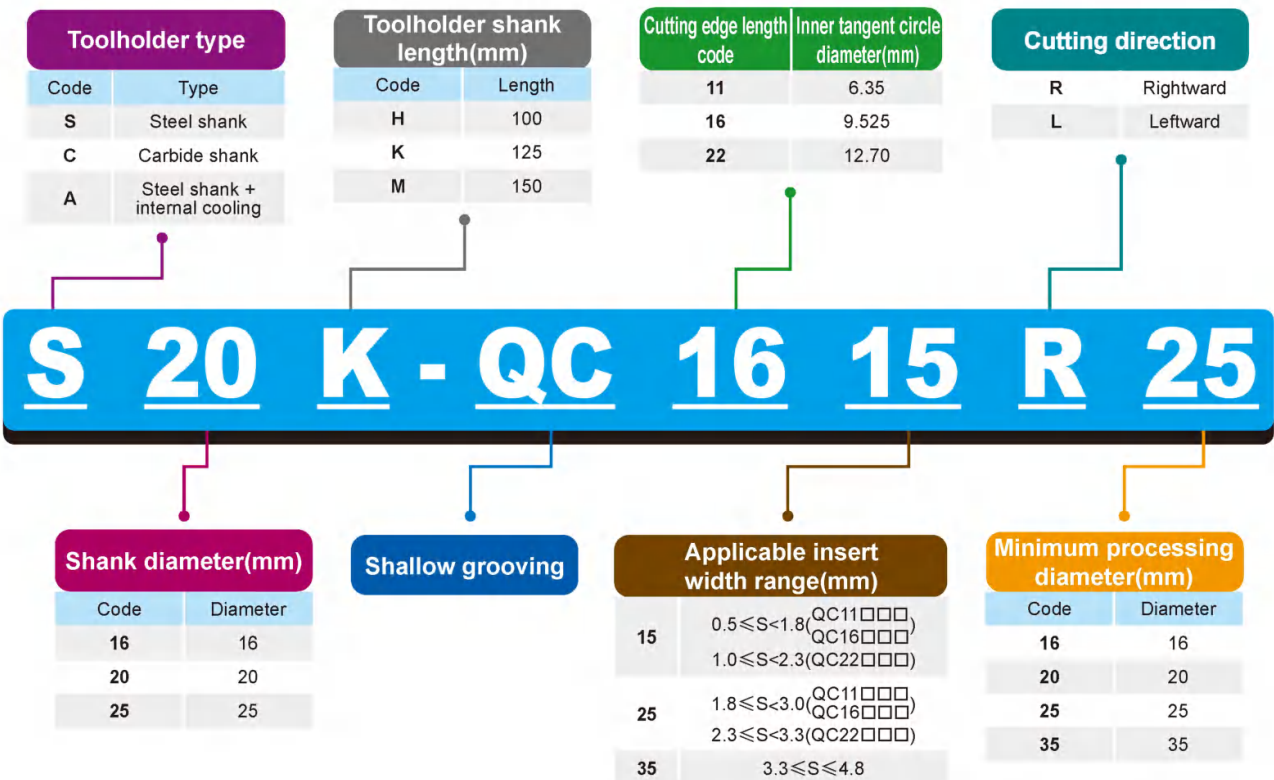 Toolholder type
Code Type
S Steel shank
C Carbide shank
A Steel shank +
internal cooling
Toolholder shank
length(mm)
Code Length
H 100
K 125
M 150
Cutting edge length
code
Inner tangent circle
diameter(mm)
11 6.35
16 9.525
22 12.70
Cutting direction
R Rightward
L Leftward
S 20 K - QC 16 15 R 25
Shank diameter(mm)
Code Diameter
16 16
20 20
25 25
Shallow grooving
Applicable insert
width range(mm)
15 0.5≤S<1.8(QC11□□□
QC16□□□)
1.0≤S<2.3(QC22□□□)
25 1.8≤S<3.0(QC11□□□
QC16□□□)
2.3≤S<3.3(QC22□□□)
35 3.3≤S≤4.8
Minimum processing
diameter(mm)
Code Diameter
16 16
20 20
25 25
35 35